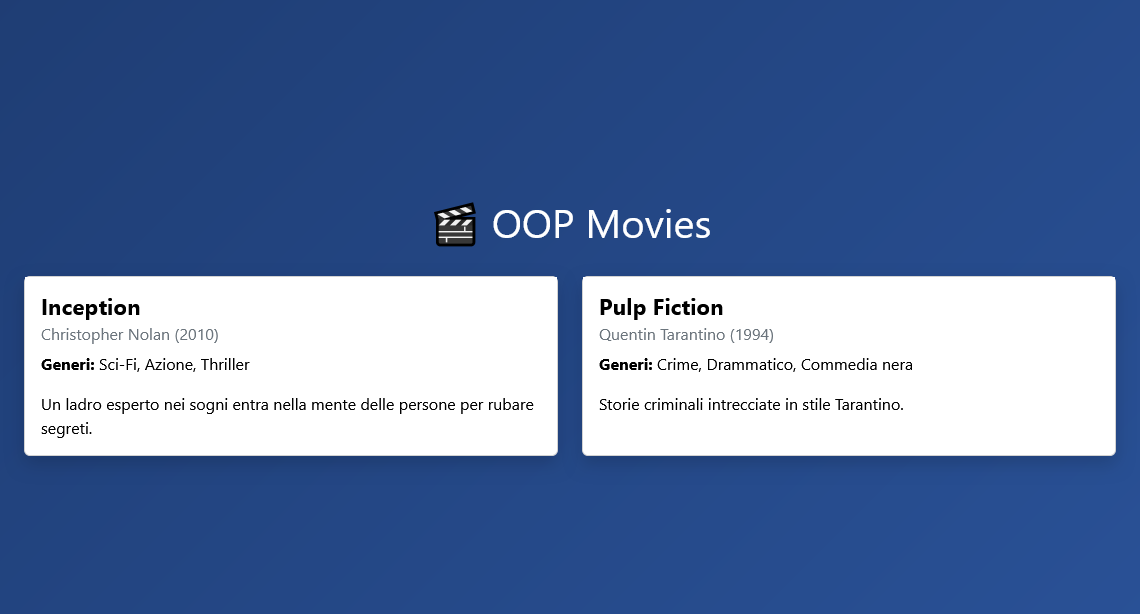 🎬 OOP Movies
Inception
Christopher Nolan (2010)
Generi: Sci-Fi, Azione, Thriller
Un ladro esperto nei sogni entra nella mente delle persone per rubare
segreti.
Pulp Fiction
Quentin Tarantino (1994)
Generi: Crime, Drammatico, Commedia nera
Storie criminali intrecciate in stile Tarantino.